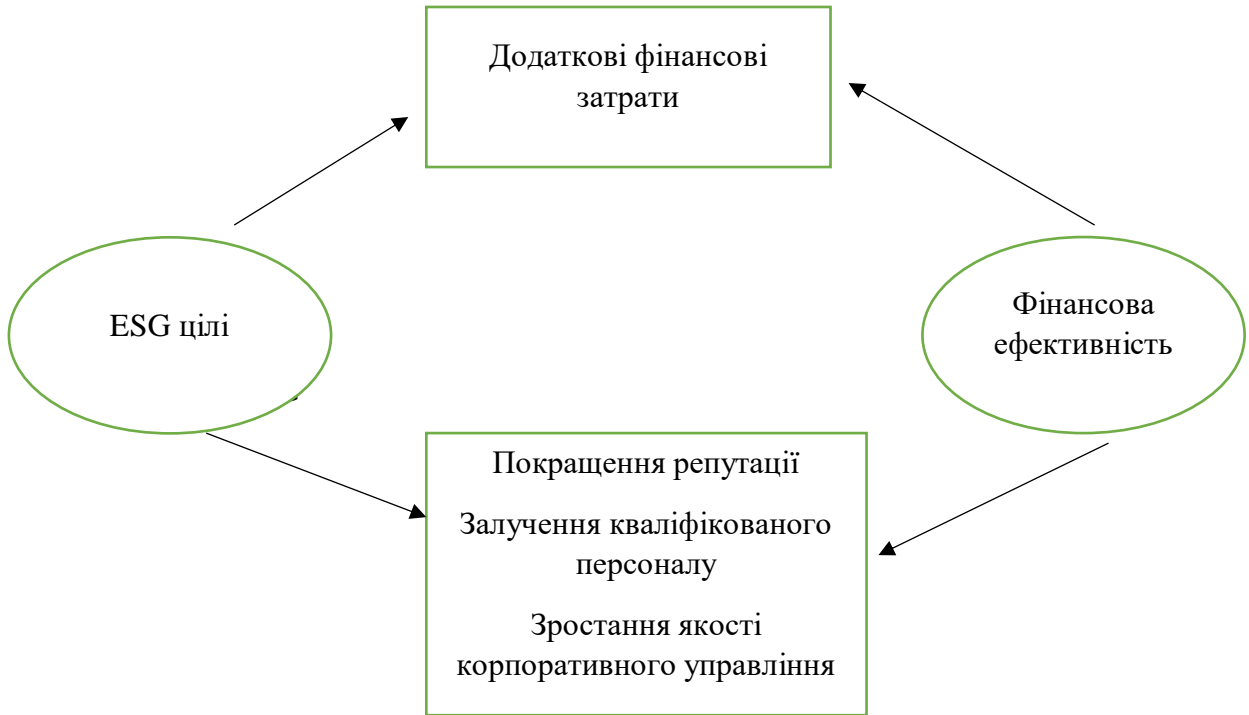 Додаткові фінансові
затрати
ESG цілі
Фінансова
ефективність
Покращення репутації
Залучення кваліфікованого
персоналу
Зростання якості
корпоративного управління